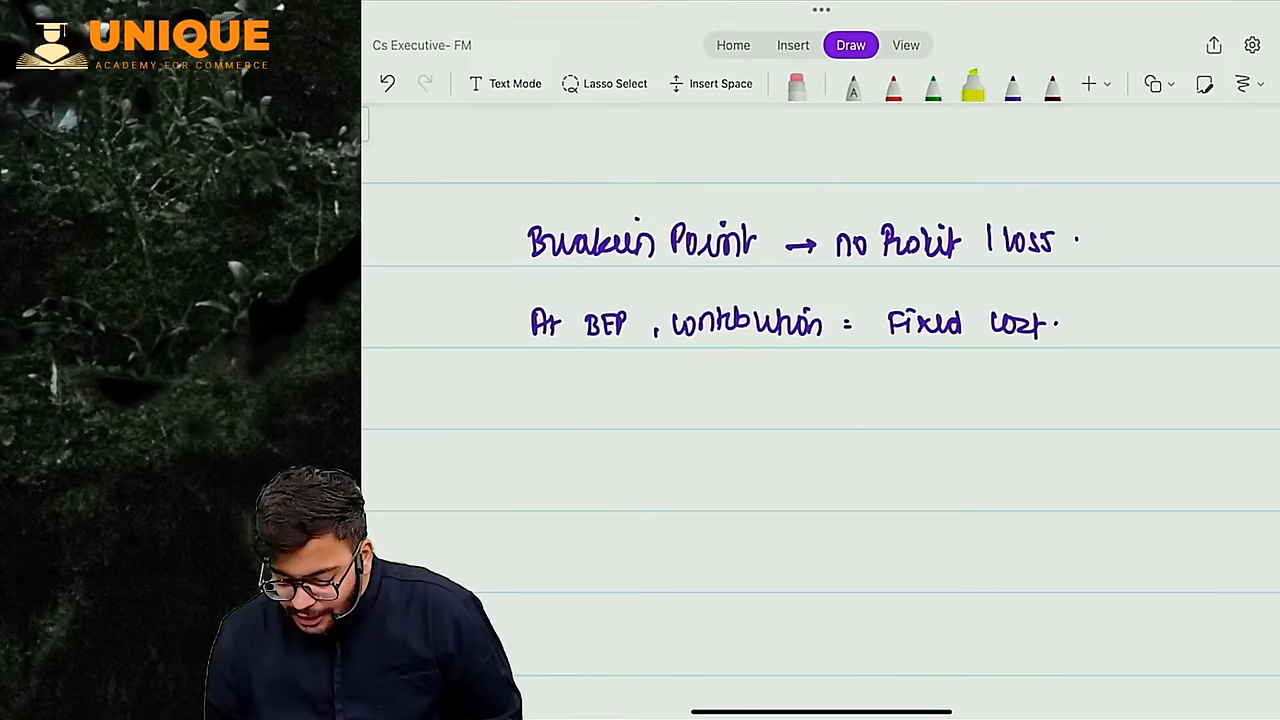 UNIQUE
ACADEMY FOR COMMERCE
Cs Executive- FM
Home Insert Draw View
Text Mode Lasso Select Insert Space
A
Breakeven Point → no Profit / loss .
At BEP , contribution = Fixed cost .